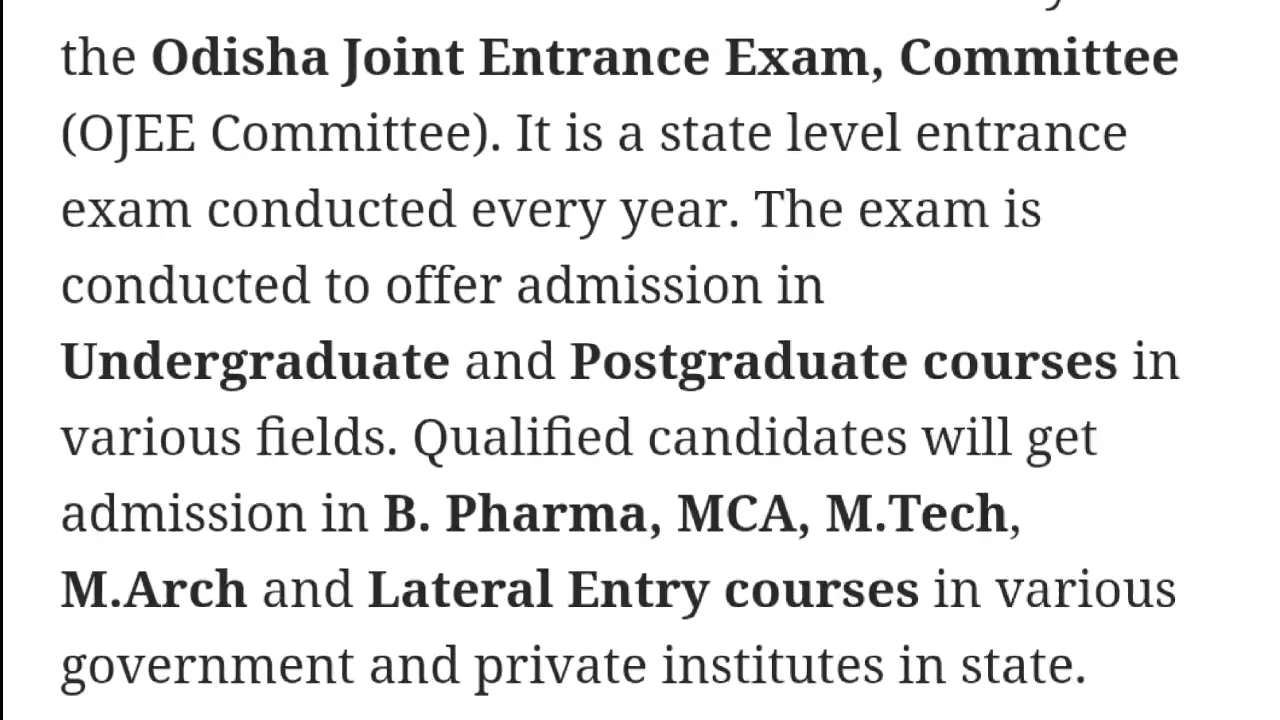 the Odisha Joint Entrance Exam, Committee
(OJEE Committee). It is a state level entrance
exam conducted every year. The exam is
conducted to offer admission in
Undergraduate and Postgraduate courses in
various fields. Qualified candidates will get
admission in B. Pharma, MCA, M.Tech,
M.Arch and Lateral Entry courses in various
government and private institutes in state.